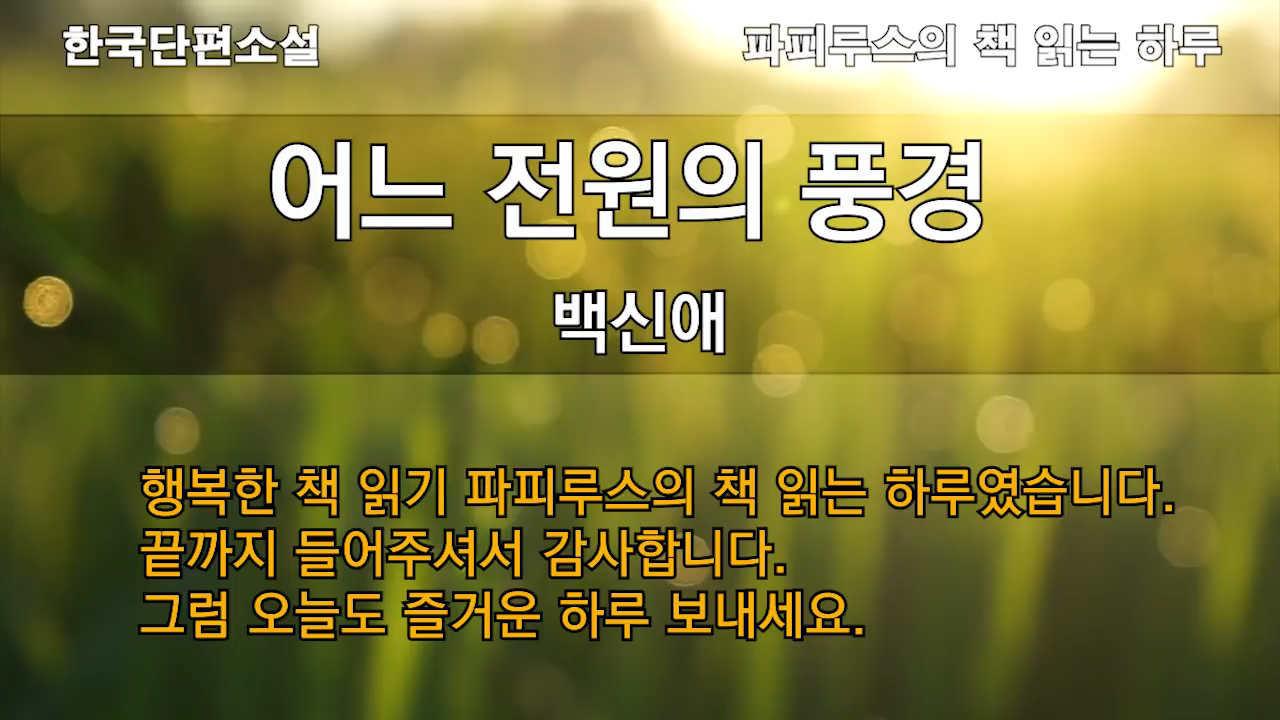 한국단편소설
파피루스의 책 읽는 하루
어느 전원의 풍경
백신애
행복한 책 읽기 파피루스의 책 읽는 하루였습니다.
끝까지 들어주셔서 감사합니다.
그럼 오늘도 즐거운 하루 보내세요.